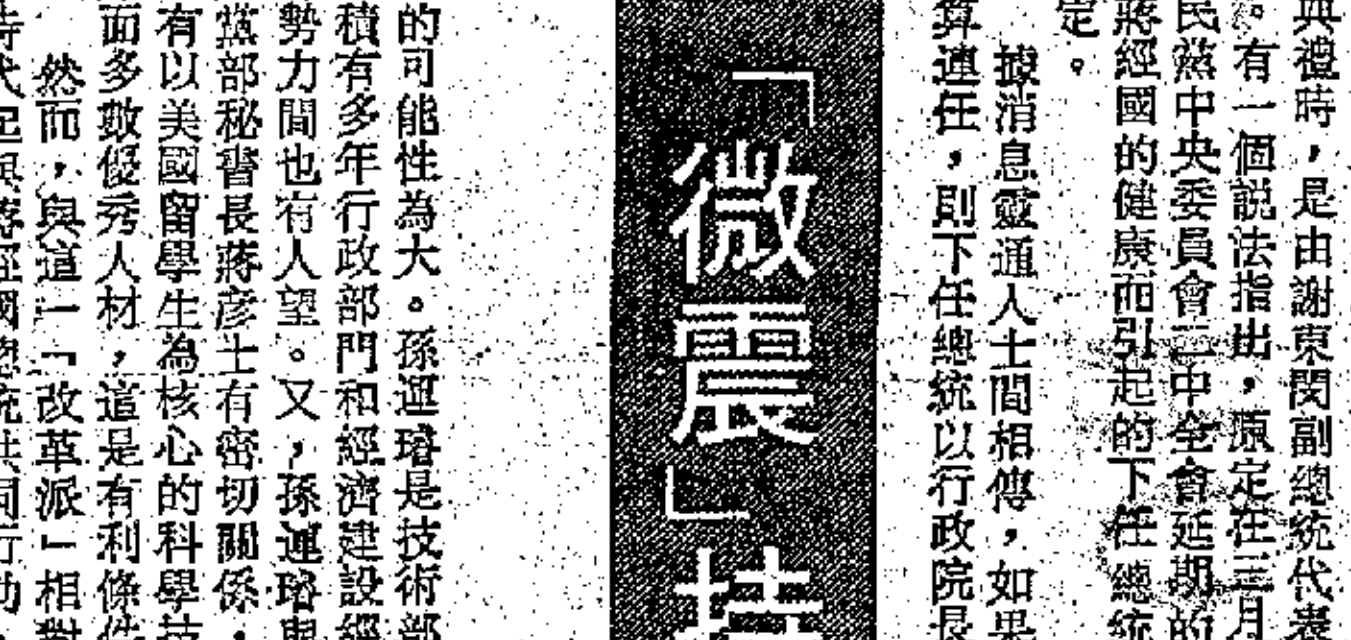 典禮時，是由謝東閔副總統代
。有一個說法指出，原定在三月
民黨中央委員會二中全會延期的
蔣經國的健康而引起的下任總統
定。
據消息靈通人士間相傳，如果
算連任，則下任總統以行政院長
「微震」持
的司能性為大。孫運璿是技術部
積有多年行政部門和經濟建設經
勢力間也有人望。又，孫運璿與
黨部秘書長蔣彥士有密切關係，
有以美國留學生為核心的科學技
面多數優秀人材，這是有利條件
然而，與這一「改革派」相對
時代起與蔣經國總統共同行動